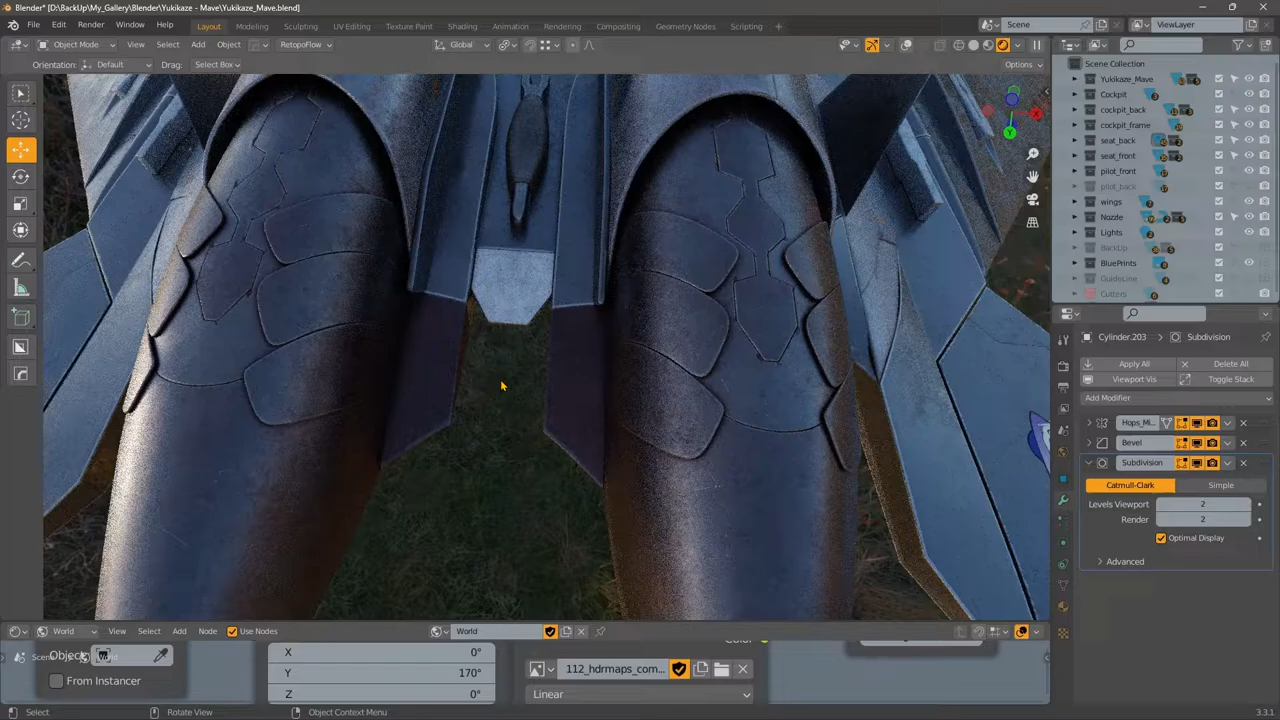 Blender* [D:\BackUp\My_Gallery\Blender\Yukikaze - Mave\Yukikaze_Mave.blend]
File Edit Render Window Help Layout Modeling Sculpting UV Editing Texture Paint Shading Animation Rendering Compositing Geometry Nodes Scripting + Scene ViewLayer
Object Mode View Select Add Object RetopoFlow Global
Orientation: Default Drag: Select Box Options
Scene Collection
Yukikaze_Mave
Cockpit
cockpit_back
cockpit_frame
seat_back
seat_front
pilot_front
pilot_back
wings
Nozzle
Lights
BackUp
BluePrints
GuideLine
Cutters
Cylinder.203 Subdivision
Apply All Delete All
Viewport Vis Toggle Stack
Add Modifier
Hops_Mi...
Bevel
Subdivision
Catmull-Clark Simple
Levels Viewport 2
Render 2
Optimal Display
Advanced
World View Select Add Node Use Nodes World
Object
X 0°
Y 170°
Z 0°
From Instancer
112_hdrmaps_com...
Linear
Select Rotate View Object Context Menu 3.3.1